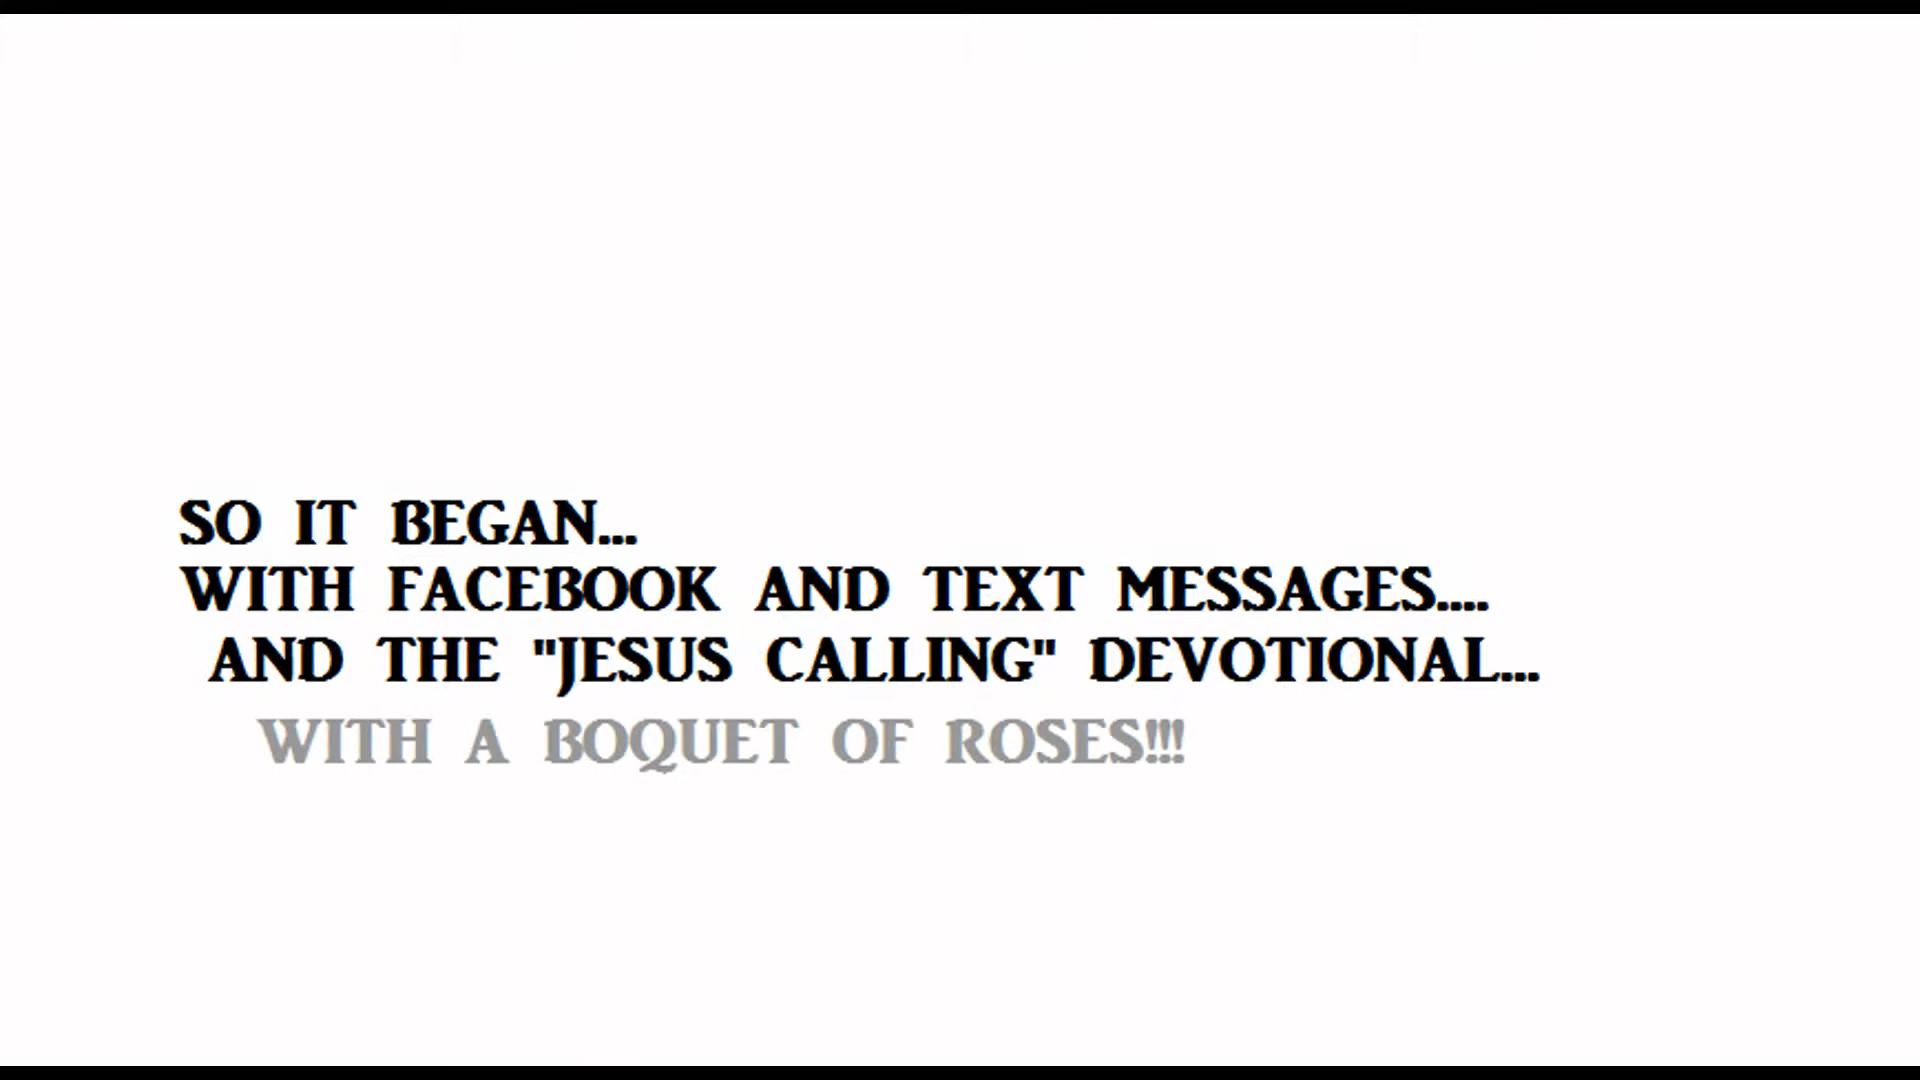 SO IT BEGAN...
WITH FACEBOOK AND TEXT MESSAGES....
AND THE "JESUS CALLING" DEVOTIONAL...
WITH A BOQUET OF ROSES!!!